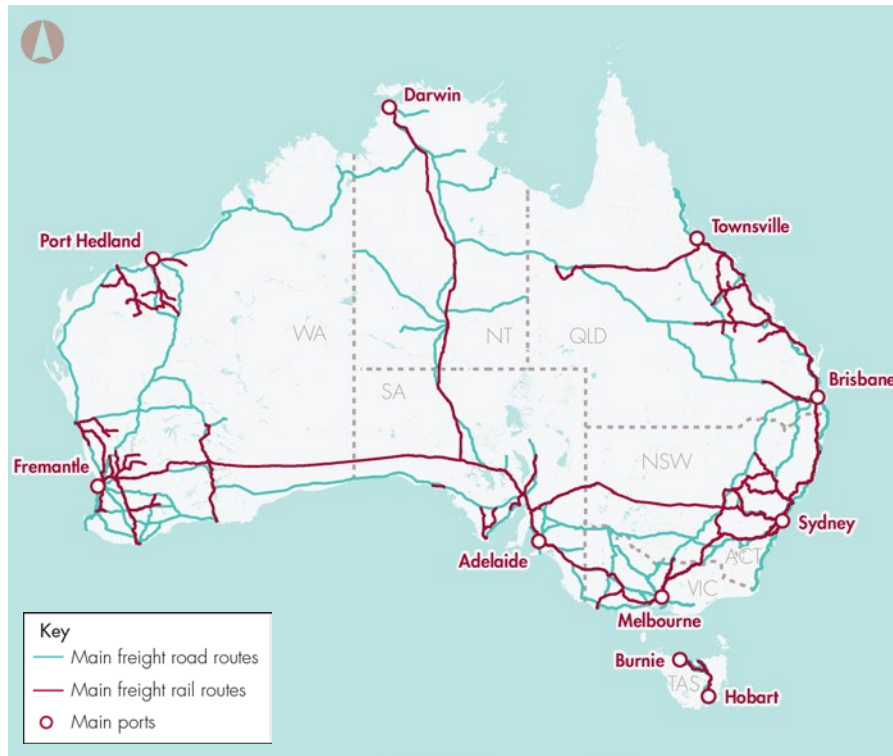 Darwin
Townsville
Port Hedland
WA
NT
QLD
SA
Brisbane
NSW
Fremantle
Sydney
Adelaide
ACT
VIC
Melbourne
Burnie
TAS
Hobart
Key
Main freight road routes
Main freight rail routes
Main ports